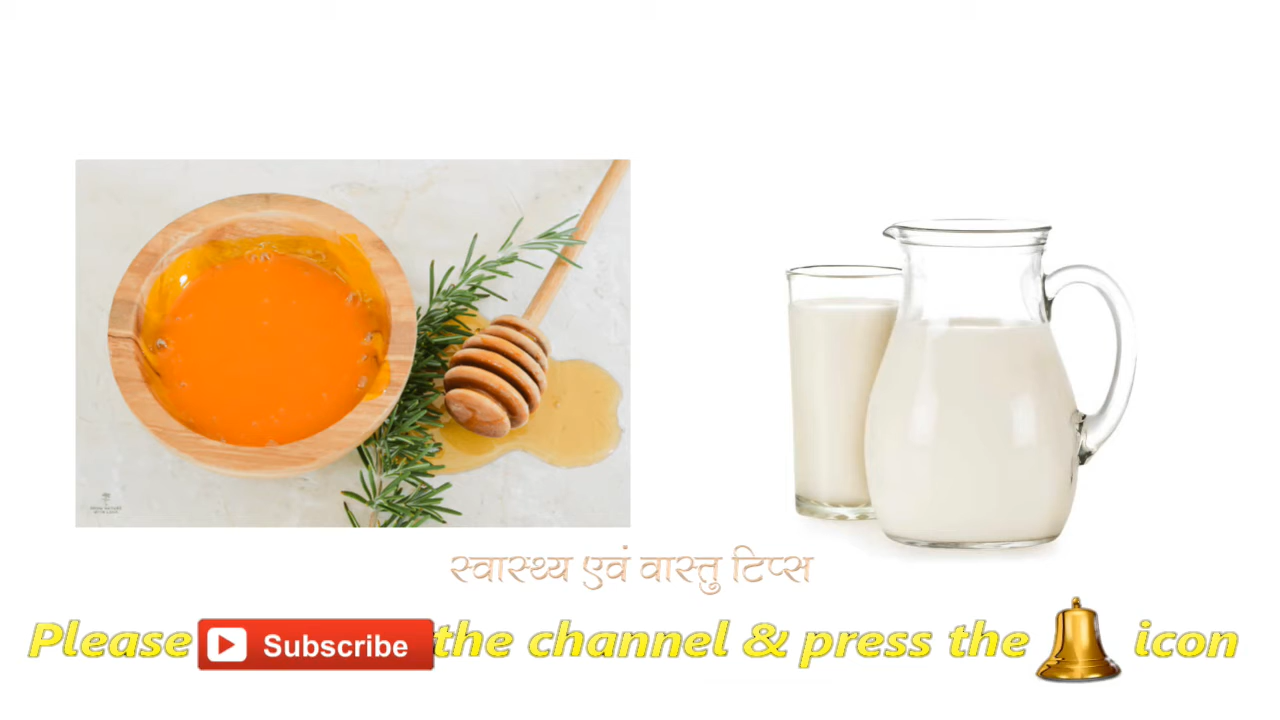 स्वास्थ्य एवं वास्तु टिप्स
Please Subscribe the channel & press the icon